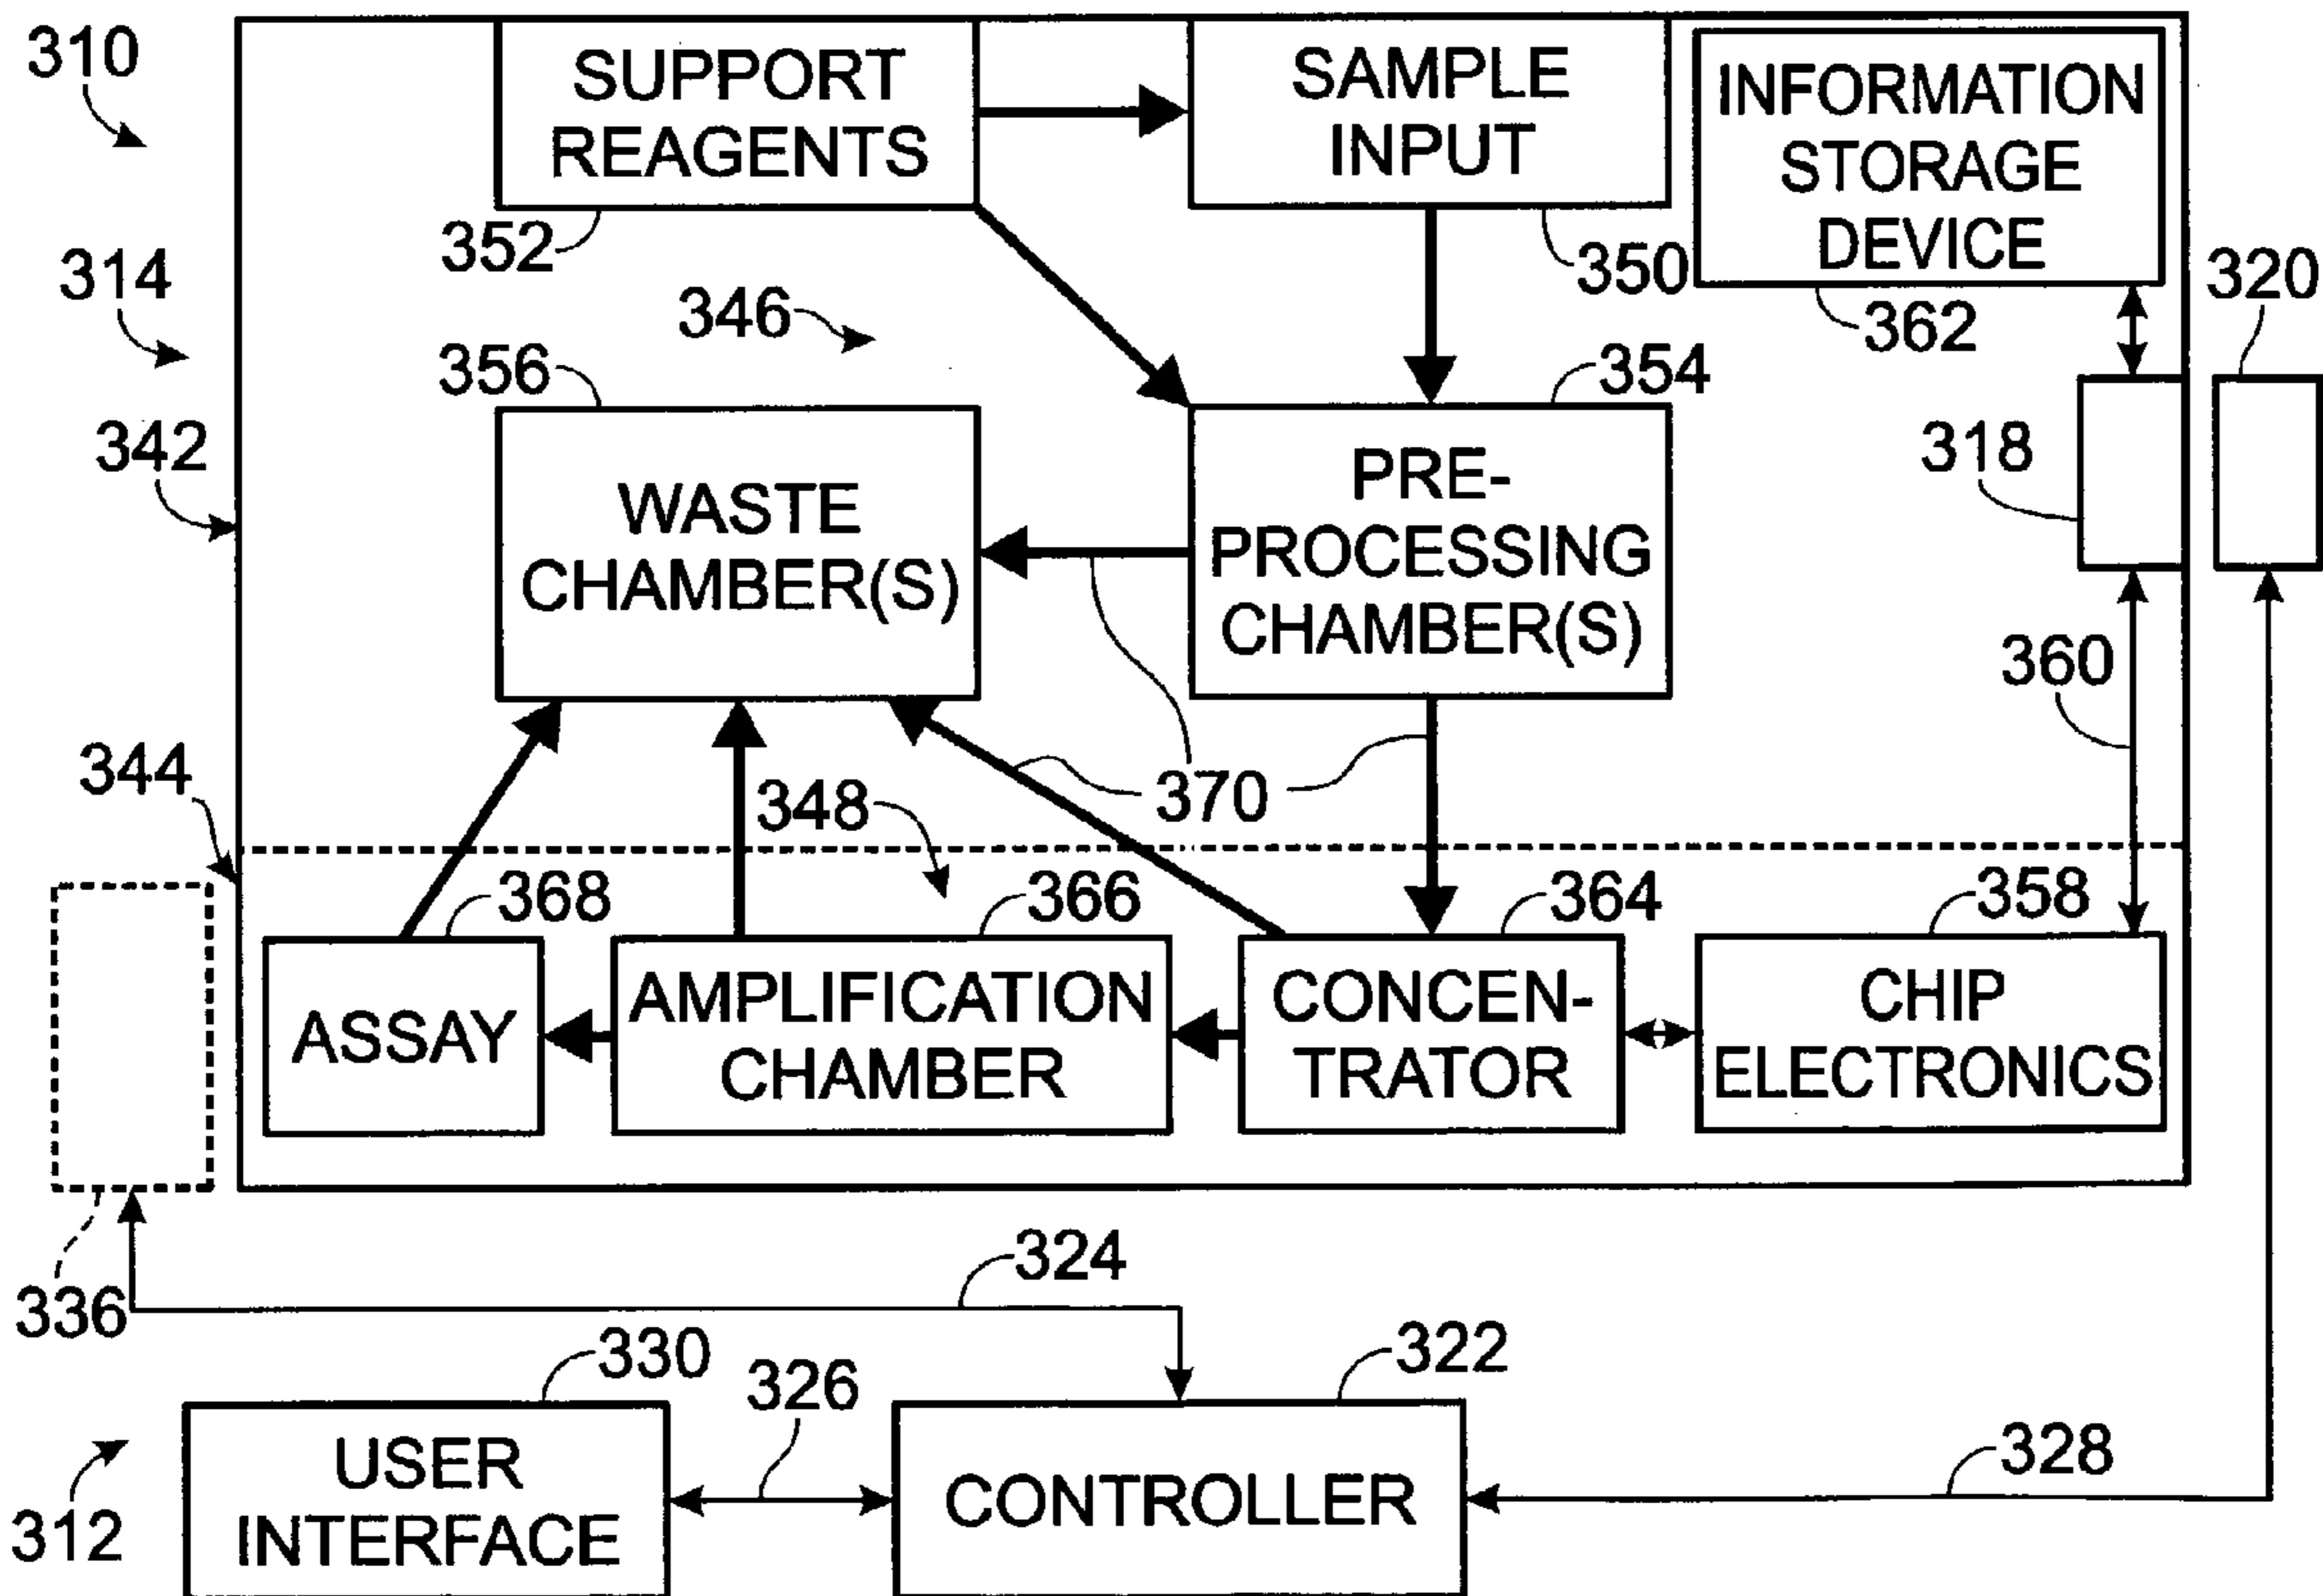 310
SUPPORT
REAGENTS
SAMPLE
INPUT
INFORMATION
STORAGE
DEVICE
352
350
314
346
362
320
356
354
342
318
WASTE
CHAMBER(S)
PRE-
PROCESSING
CHAMBER(S)
360
344
348
370
368
366
364
358
ASSAY
AMPLIFICATION
CHAMBER
CONCEN-
TRATOR
CHIP
ELECTRONICS
336
324
330
326
322
328
312
USER
INTERFACE
CONTROLLER